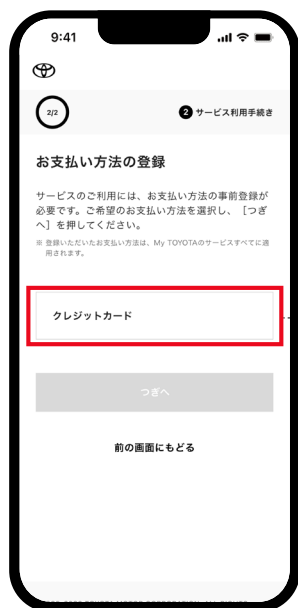 9:41
2/2
2 サービス利用手続き
お支払い方法の登録
サービスのご利用には、お支払い方法の事前登録が
必要です。ご希望のお支払い方法を選択し、［つぎ
へ］を押してください。
※ 登録いただいたお支払い方法は、My TOYOTAのサービスすべてに適
用されます。
クレジットカード
つぎへ
前の画面にもどる